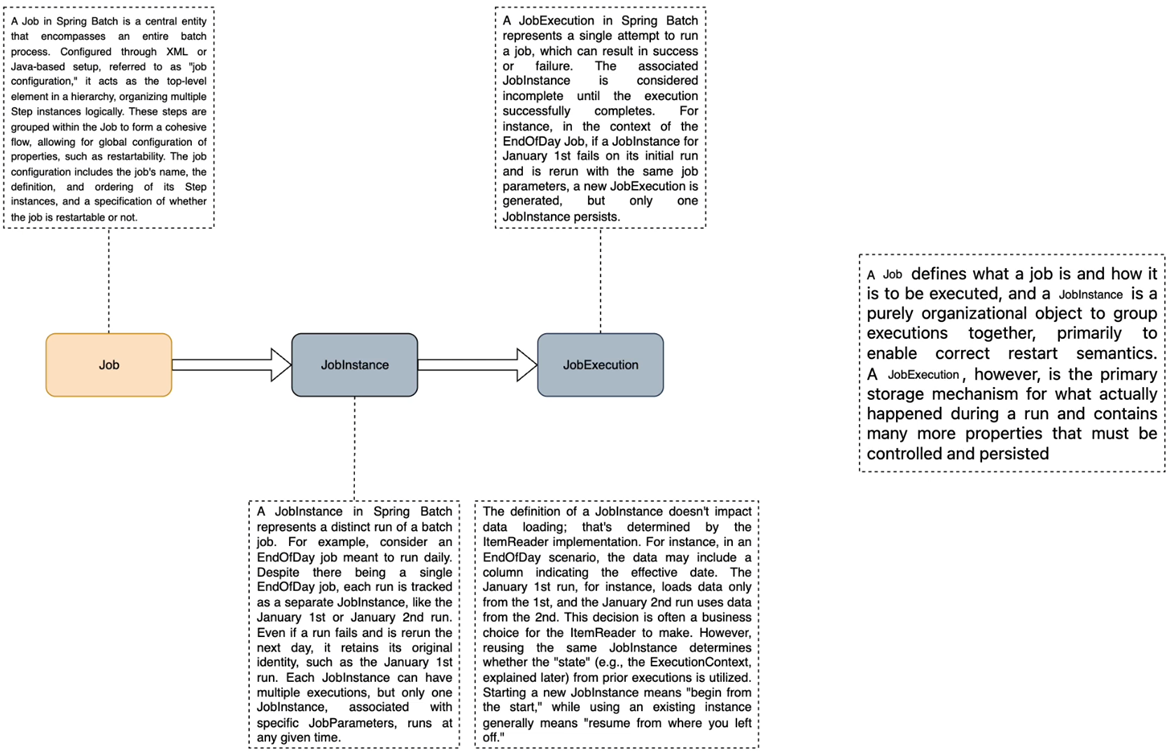 A Job in Spring Batch is a central entity
that encompasses an entire batch
process. Configured through XML or
Java-based setup, referred to as "job
configuration," it acts as the top-level
element in a hierarchy, organizing multiple
Step instances logically. These steps are
grouped within the Job to form a cohesive
flow, allowing for global configuration of
properties, such as restartability. The job
configuration includes the job's name, the
definition, and ordering of its Step
instances, and a specification of whether
the job is restartable or not.
A JobExecution in Spring Batch
represents a single attempt to run
a job, which can result in success
or failure. The associated
JobInstance is considered
incomplete until the execution
successfully completes. For
instance, in the context of the
EndOfDay Job, if a JobInstance for
January 1st fails on its initial run
and is rerun with the same job
parameters, a new JobExecution is
generated, but only one
JobInstance persists.
A Job defines what a job is and how it
is to be executed, and a JobInstance is a
purely organizational object to group
executions together, primarily to
enable correct restart semantics.
A JobExecution, however, is the primary
storage mechanism for what actually
happened during a run and contains
many more properties that must be
controlled and persisted
Job
JobInstance
JobExecution
A JobInstance in Spring Batch
represents a distinct run of a batch
job. For example, consider an
EndOfDay job meant to run daily.
Despite there being a single
EndOfDay job, each run is tracked
as a separate JobInstance, like the
January 1st or January 2nd run.
Even if a run fails and is rerun the
next day, it retains its original
identity, such as the January 1st
run. Each JobInstance can have
multiple executions, but only one
JobInstance, associated with
specific JobParameters, runs at
any given time.
The definition of a JobInstance doesn't impact
data loading; that's determined by the
ItemReader implementation. For instance, in an
EndOfDay scenario, the data may include a
column indicating the effective date. The
January 1st run, for instance, loads data only
from the 1st, and the January 2nd run uses data
from the 2nd. This decision is often a business
choice for the ItemReader to make. However,
reusing the same JobInstance determines
whether the "state" (e.g., the ExecutionContext,
explained later) from prior executions is utilized.
Starting a new JobInstance means "begin from
the start," while using an existing instance
generally means "resume from where you left
off."